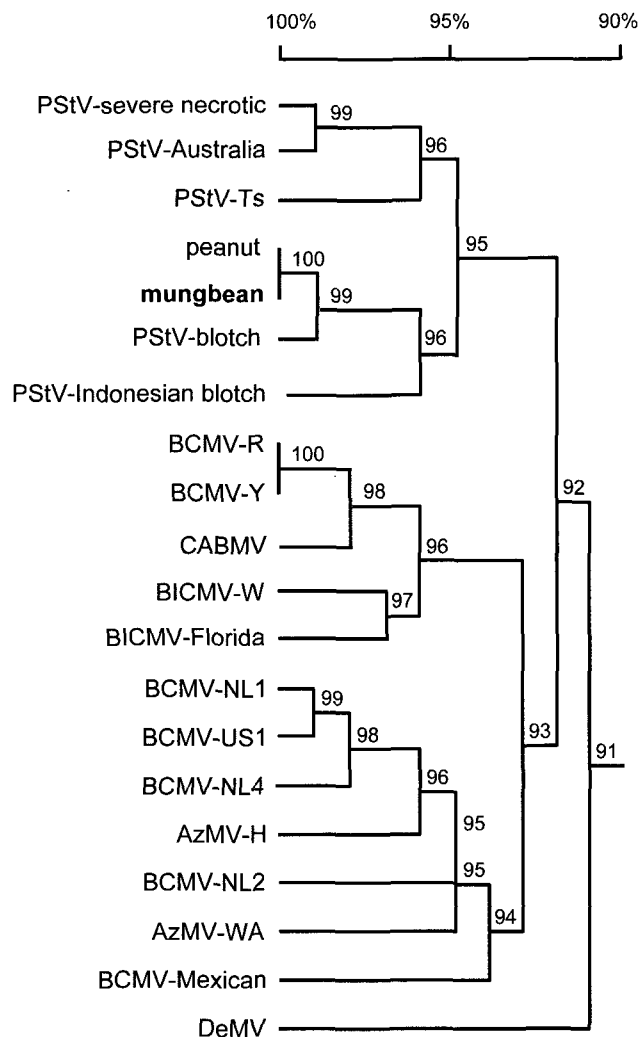 100% 95% 90%
PStV-severe necrotic
99
PStV-Australia
96
PStV-Ts
95
peanut
100
mungbean
99
PStV-blotch
96
PStV-Indonesian blotch
BCMV-R
100
BCMV-Y
98
92
CABMV
96
BICMV-W
97
BICMV-Florida
BCMV-NL1
99
BCMV-US1
98
93
91
BCMV-NL4
96
AzMV-H
95
BCMV-NL2
95
AzMV-WA
94
BCMV-Mexican
DeMV